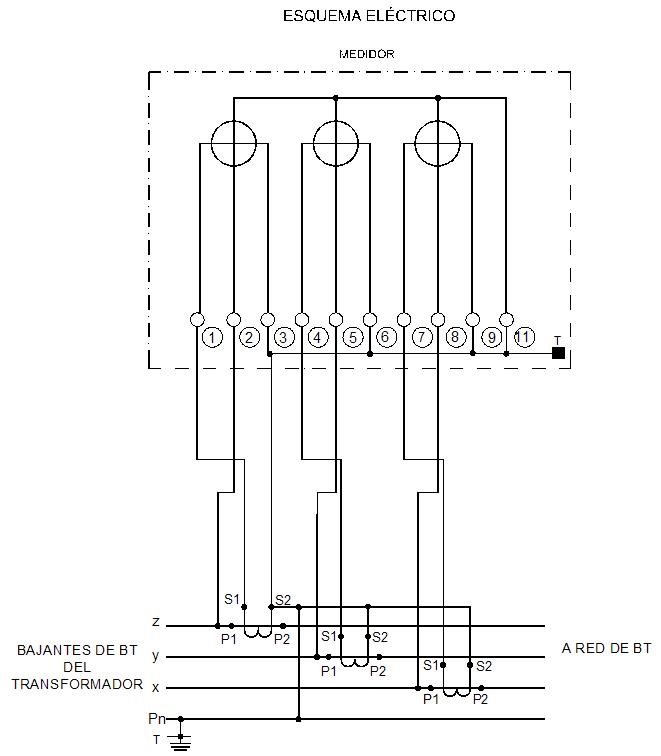 ESQUEMA ELÉCTRICO
MEDIDOR
1 2 3 4 5 6 7 8 9 11 T
S1 S2
z
P1 P2
S1 S2
BAJANTES DE BT
DEL
TRANSFORMADOR
y
A RED DE BT
P1 P2
S1 S2
x
P1 P2
Pn
T